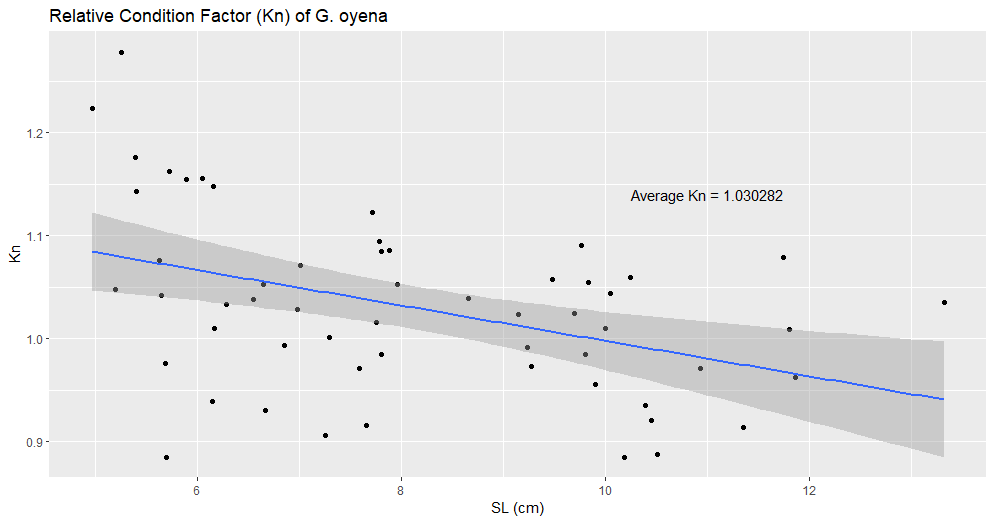 Relative Condition Factor (Kn) of G. oyena
Kn
1.2
1.1
1.0
0.9
Average Kn = 1.030282
6 8 10 12
SL (cm)